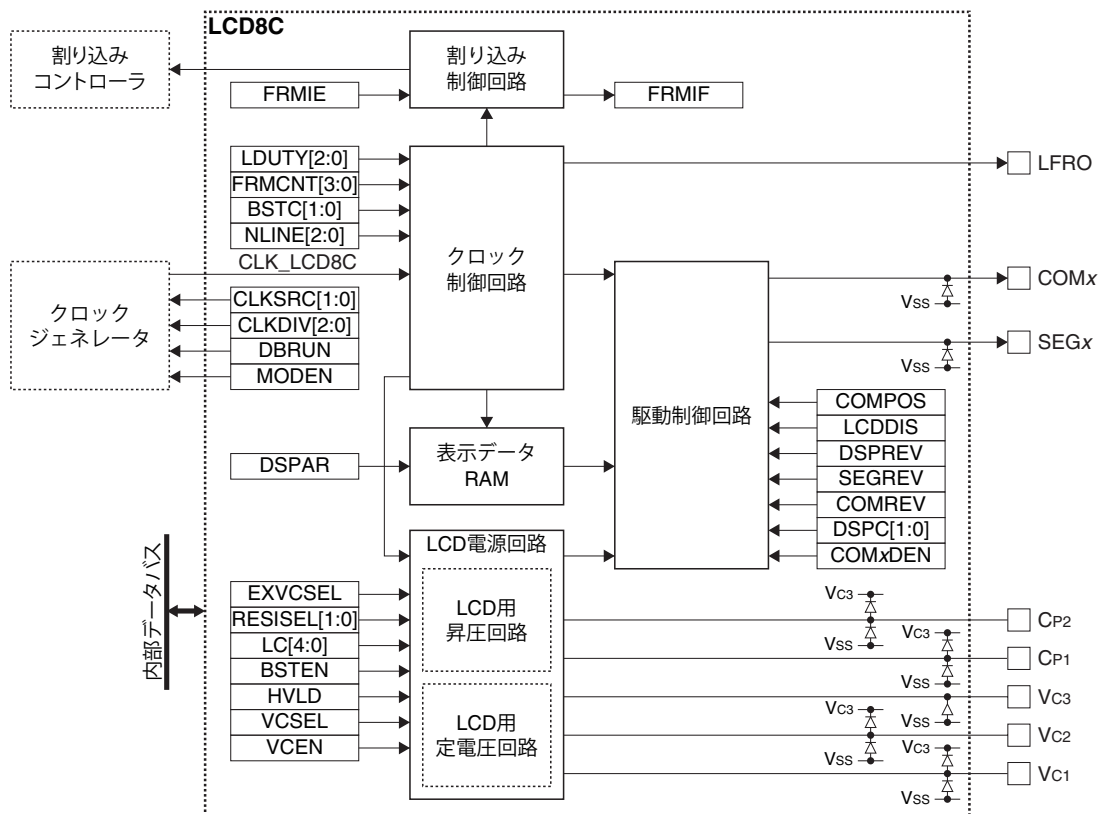 LCD8C
割り込み
コントローラ
割り込み
制御回路
FRMIE
FRMIF
LDUTY[2:0]
FRMCNT[3:0]
BSTC[1:0]
NLINE[2:0]
CLK_LCD8C
クロック
制御回路
LFRO
クロック
ジェネレータ
CLKSRC[1:0]
CLKDIV[2:0]
DBRUN
MODEN
COMx
VSS
SEGx
VSS
駆動制御回路
COMPOS
LCDDIS
DSPREV
SEGREV
COMREV
DSPC[1:0]
COMxDEN
DSPAR
表示データ
RAM
内部データバス
LCD電源回路
EXVCSEL
RESISEL[1:0]
LC[4:0]
BSTEN
HVLD
VCSEL
VCEN
LCD用
昇圧回路
LCD用
定電圧回路
VC3
CP2
VSS
VC3
CP1
VSS
VC3
VC3
VSS
VC2
VSS
VC3
VC1
VSS